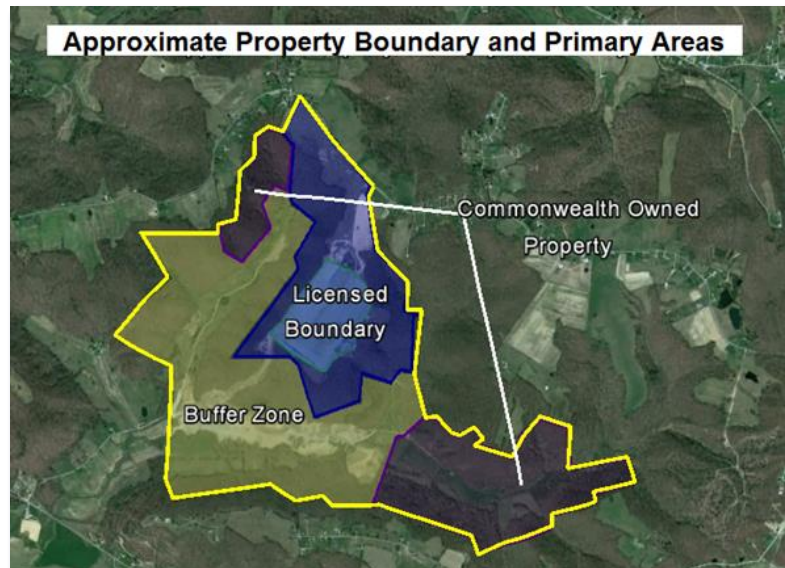 Approximate Property Boundary and Primary Areas
Commonwealth Owned
Property
Licensed
Boundary
Buffer Zone